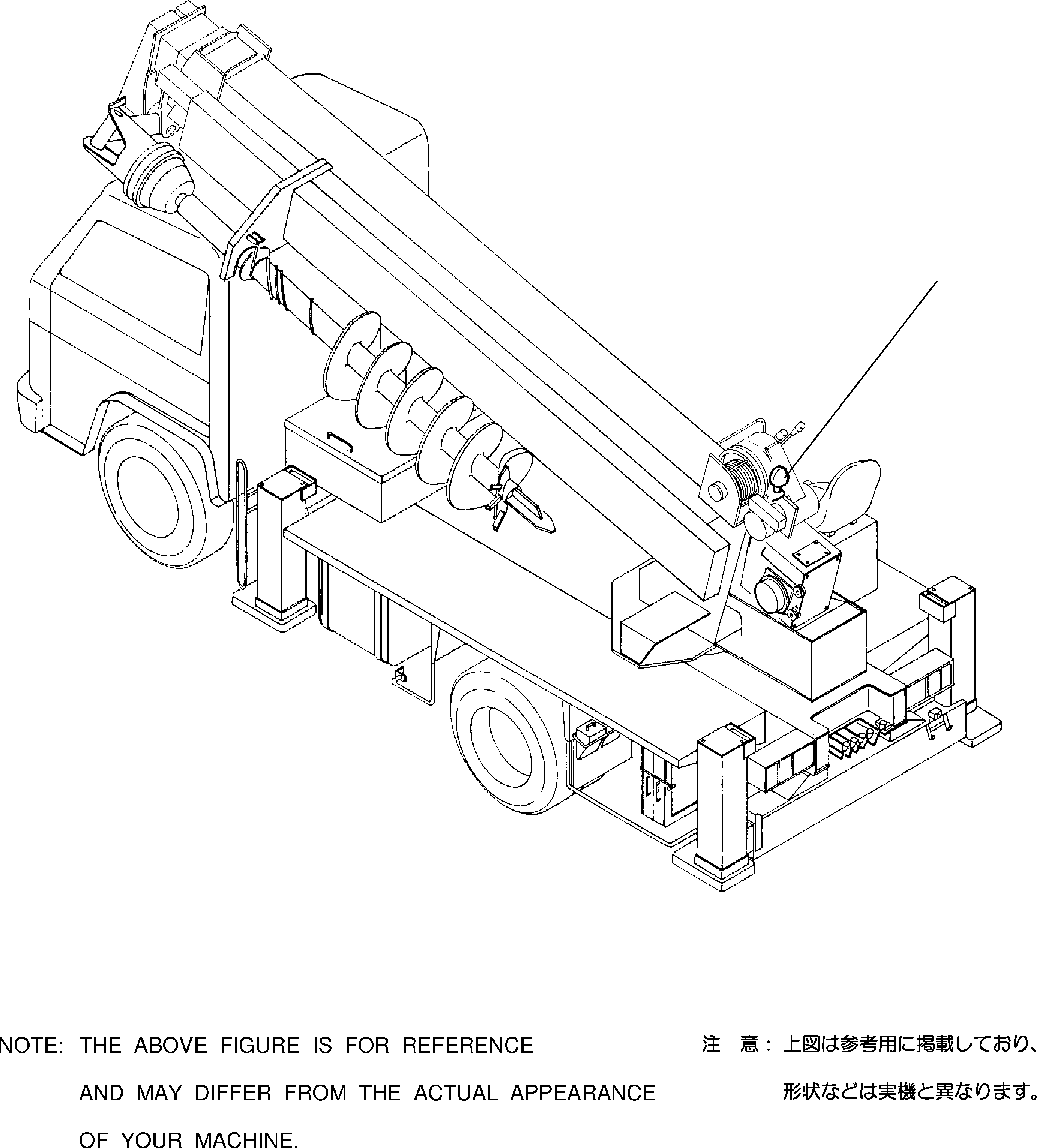 NOTE: THE ABOVE FIGURE IS FOR REFERENCE
AND MAY DIFFER FROM THE ACTUAL APPEARANCE
OF YOUR MACHINE.
注 意：上図は参考用に掲載しており、
形状などは実機と異なります。